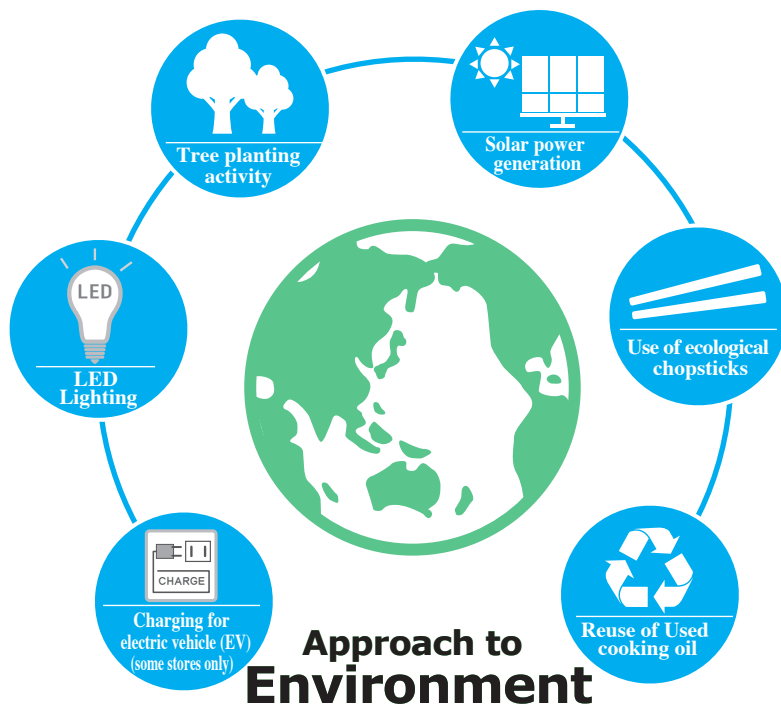 Tree planting
activity
Solar power
generation
LED
LED
Lighting
Use of ecological
chopsticks
CHARGE
Charging for
electric vehicle (EV)
(some stores only)
Reuse of Used
cooking oil
Approach to
Environment